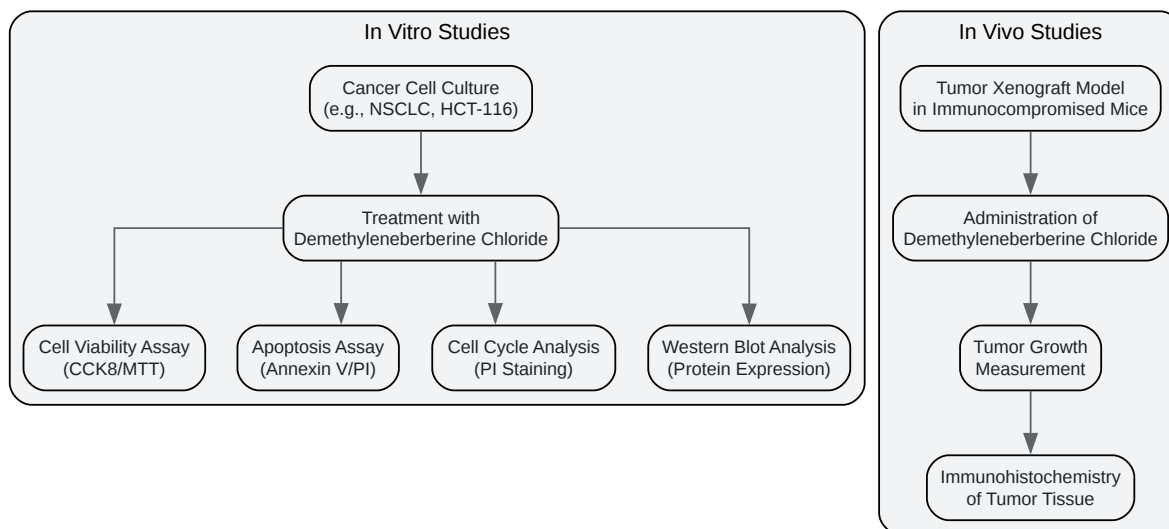 In Vitro Studies
Cancer Cell Culture
(e.g., NSCLC, HCT-116)
Treatment with
Demethyleneberberine Chloride
Cell Viability Assay
(CCK8/MTT)
Apoptosis Assay
(Annexin V/PI)
Cell Cycle Analysis
(PI Staining)
Western Blot Analysis
(Protein Expression)
In Vivo Studies
Tumor Xenograft Model
in Immunocompromised Mice
Administration of
Demethyleneberberine Chloride
Tumor Growth
Measurement
Immunohistochemistry
of Tumor Tissue